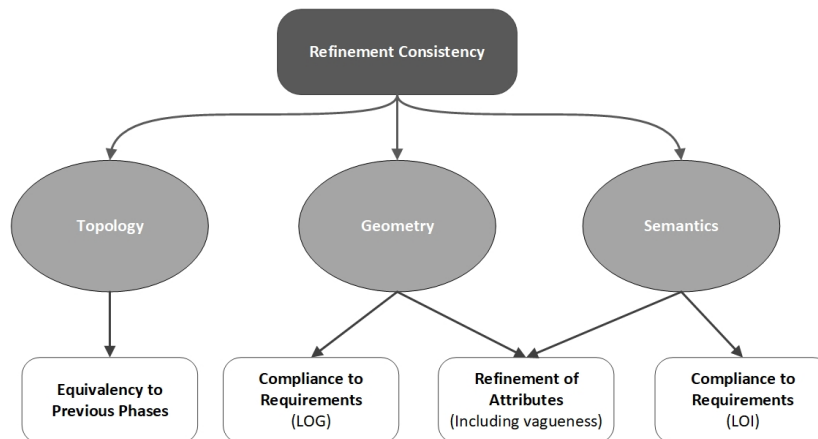 Refinement Consistency
Topology
Geometry
Semantics
Equivalency to
Previous Phases
Compliance to
Requirements
(LOG)
Refinement of
Attributes
(Including vagueness)
Compliance to
Requirements
(LOI)